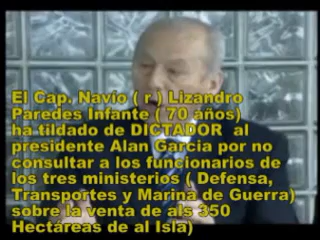 El Cap. Navío ( r ) Lizandro
Paredes Infante ( 70 años)
ha tildado de DICTADOR al
presidente Alan Garcia por no
consultar a los funcionarios de
los tres ministerios ( Defensa,
Transportes y Marina de Guerra)
sobre la venta de als 350
Hectáreas de al Isla)